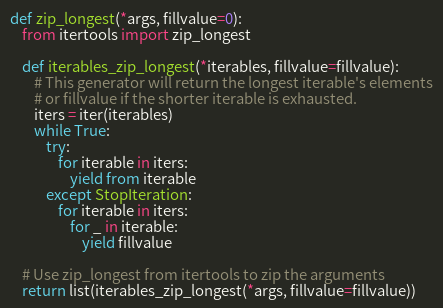 def zip_longest(*args, fillvalue=0):
    from itertools import zip_longest

    def iterables_zip_longest(*iterables, fillvalue=fillvalue):
        # This generator will return the longest iterable's elements
        # or fillvalue if the shorter iterable is exhausted.
        iters = iter(iterables)
        while True:
            try:
                for iterable in iters:
                    yield from iterable
            except StopIteration:
                for iterable in iters:
                    for _ in iterable:
                        yield fillvalue

    # Use zip_longest from itertools to zip the arguments
    return list(iterables_zip_longest(*args, fillvalue=fillvalue))